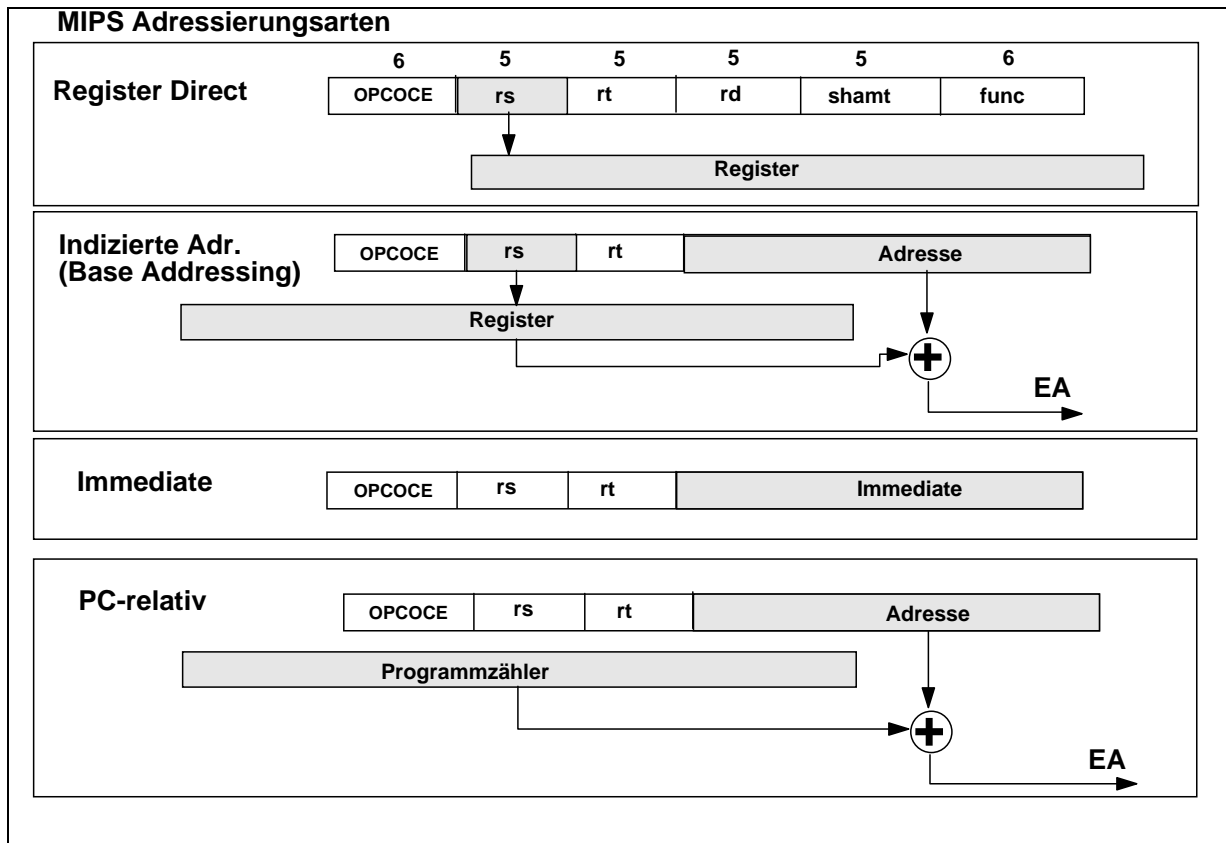 MIPS Adressierungsarten
6 5 5 5 5 6
Register Direct OPCOCE rs rt rd shamt func
Register
Indizierte Adr.
(Base Addressing)
OPCOCE rs rt Adresse
Register
EA
Immediate OPCOCE rs rt Immediate
PC-relativ
OPCOCE rs rt Adresse
Programmzähler
EA